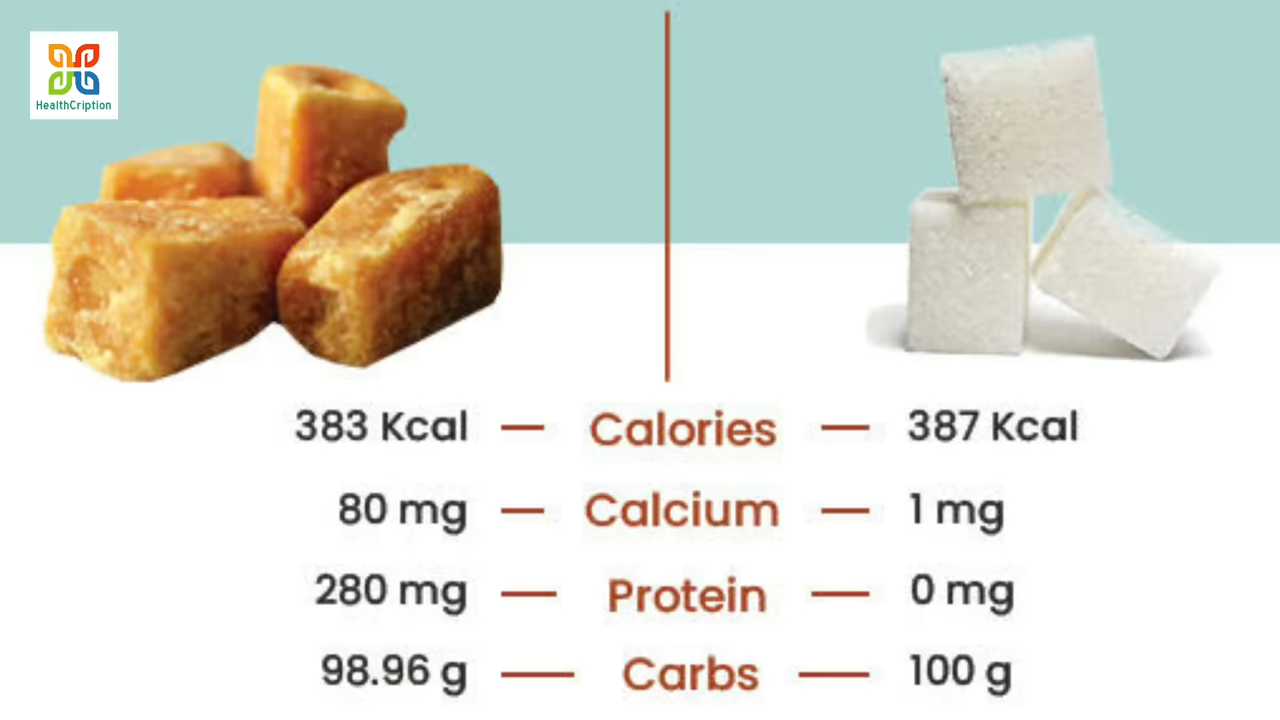 HealthCription
383 Kcal — Calories — 387 Kcal
80 mg — Calcium — 1 mg
280 mg — Protein — 0 mg
98.96 g — Carbs — 100 g